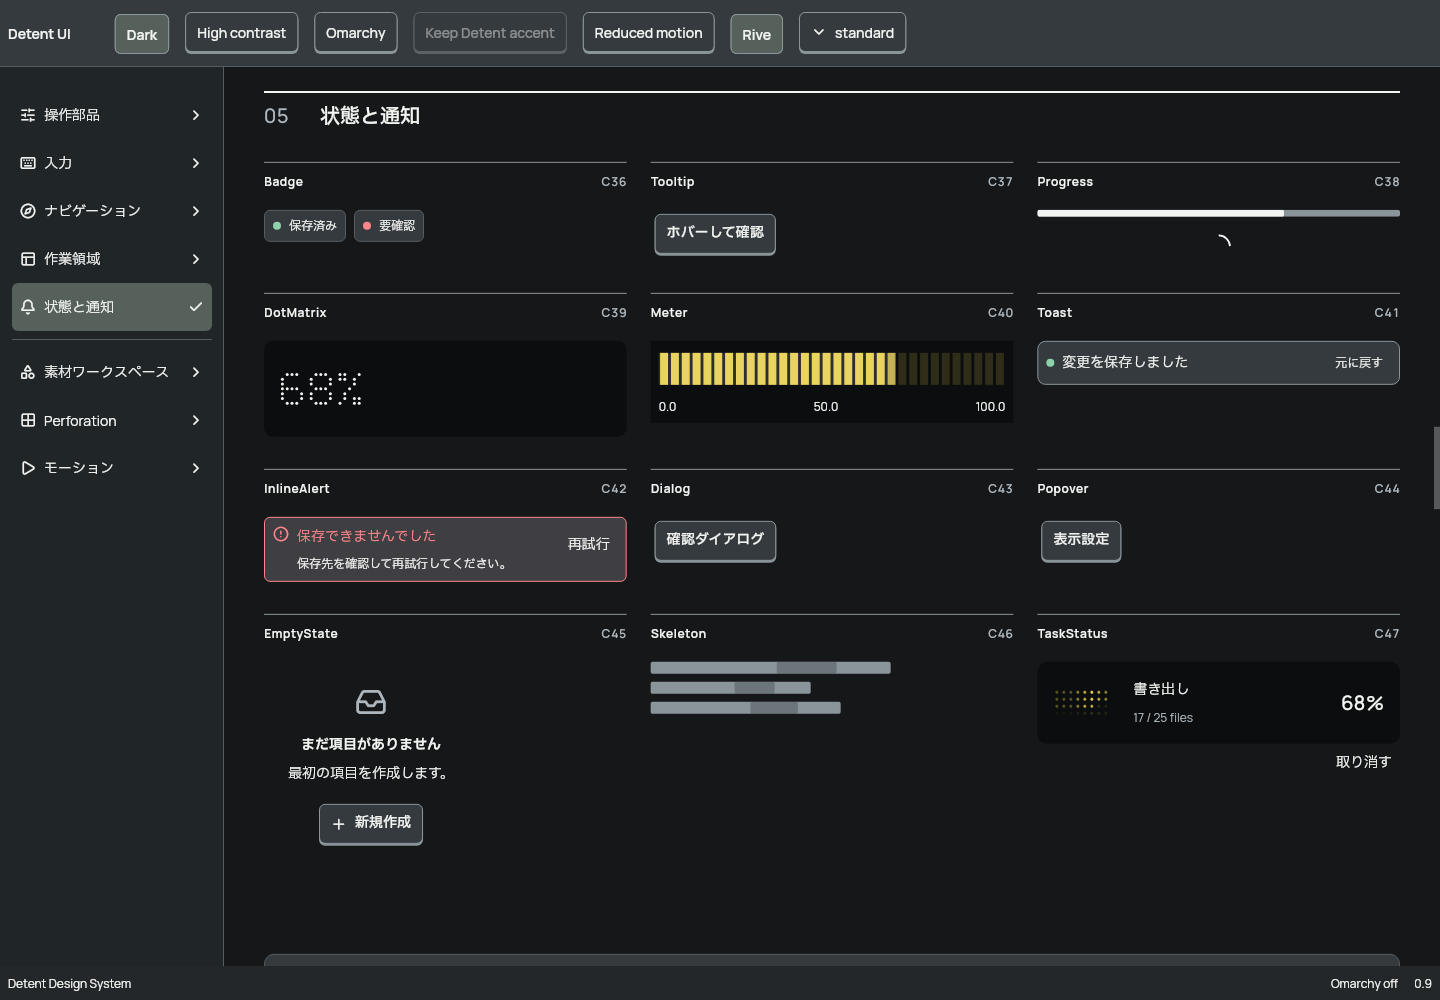 Detent UI
Dark
High contrast
Omarchy
Keep Detent accent
Reduced motion
Rive
standard
操作部品
入力
ナビゲーション
作業領域
状態と通知
素材ワークスペース
Perforation
モーション
05 状態と通知
Badge C36
保存済み 要確認
Tooltip C37
ホバーして確認
Progress C38
DotMatrix C39
68%
Meter C40
0.0 50.0 100.0
Toast C41
変更を保存しました 元に戻す
InlineAlert C42
保存できませんでした
保存先を確認して再試行してください。
再試行
Dialog C43
確認ダイアログ
Popover C44
表示設定
EmptyState C45
まだ項目がありません
最初の項目を作成します。
新規作成
Skeleton C46
TaskStatus C47
書き出し
17 / 25 files
68%
取り消す
Detent Design System
Omarchy off 0.9